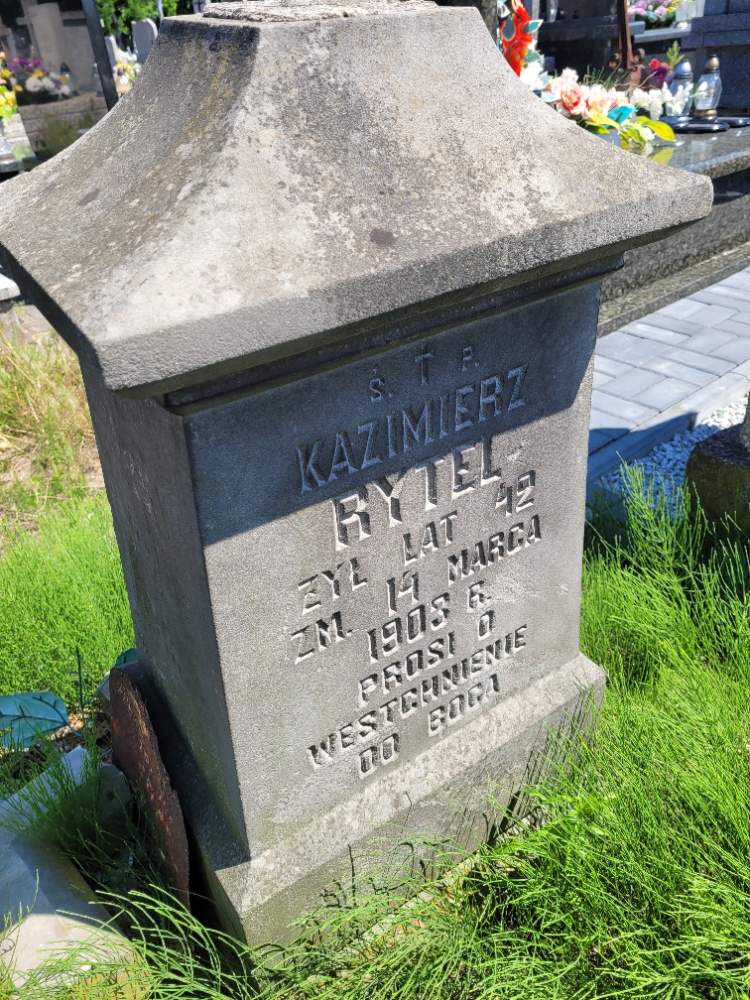 Ś. T P.
KAZIMIERZ
RYTEL
ŻYŁ LAT 42
ZM. 14 MARCA
1908 R.
PROSI O
WESTCHNIENIE
DO BOGA